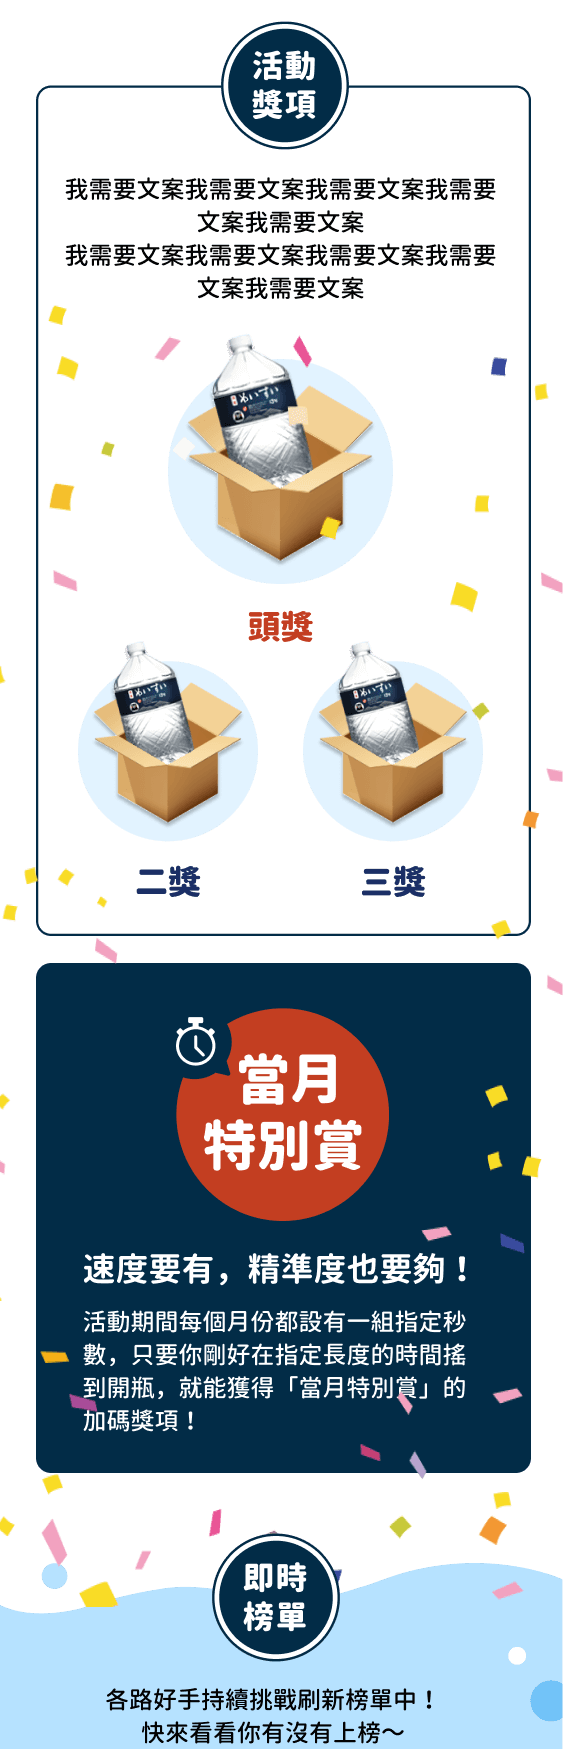 活動
獎項
我需要文案我需要文案我需要文案我需要
文案我需要文案
我需要文案我需要文案我需要文案我需要
文案我需要文案
頭獎
二獎
三獎
當月
特別賞
速度要有，精準度也要夠！
活動期間每個月份都設有一組指定秒
數，只要你剛好在指定長度的時間搖
到開瓶，就能獲得「當月特別賞」的
加碼獎項！
即時
榜單
各路好手持續挑戰刷新榜單中！
快來看看你有沒有上榜～